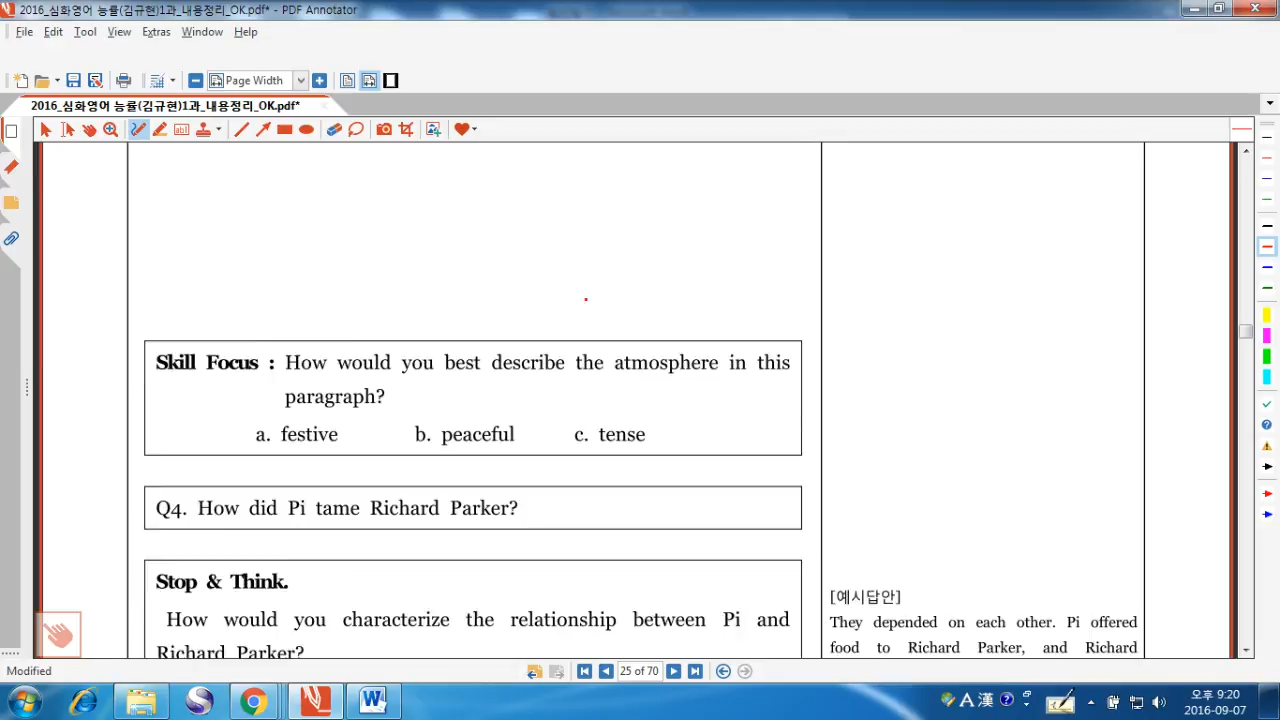 2016_심화영어 능률(김규현)1과_내용정리_OK.pdf* - PDF Annotator
File Edit Tool View Extras Window Help
Page Width
2016_심화영어 능률(김규현)1과_내용정리_OK.pdf*
Skill Focus : How would you best describe the atmosphere in this
paragraph?
a. festive b. peaceful c. tense
Q4. How did Pi tame Richard Parker?
Stop & Think.
How would you characterize the relationship between Pi and
Richard Parker?
[예시답안]
They depended on each other. Pi offered
food to Richard Parker, and Richard
Modified
25 of 70
A 漢
오후 9:20
2016-09-07